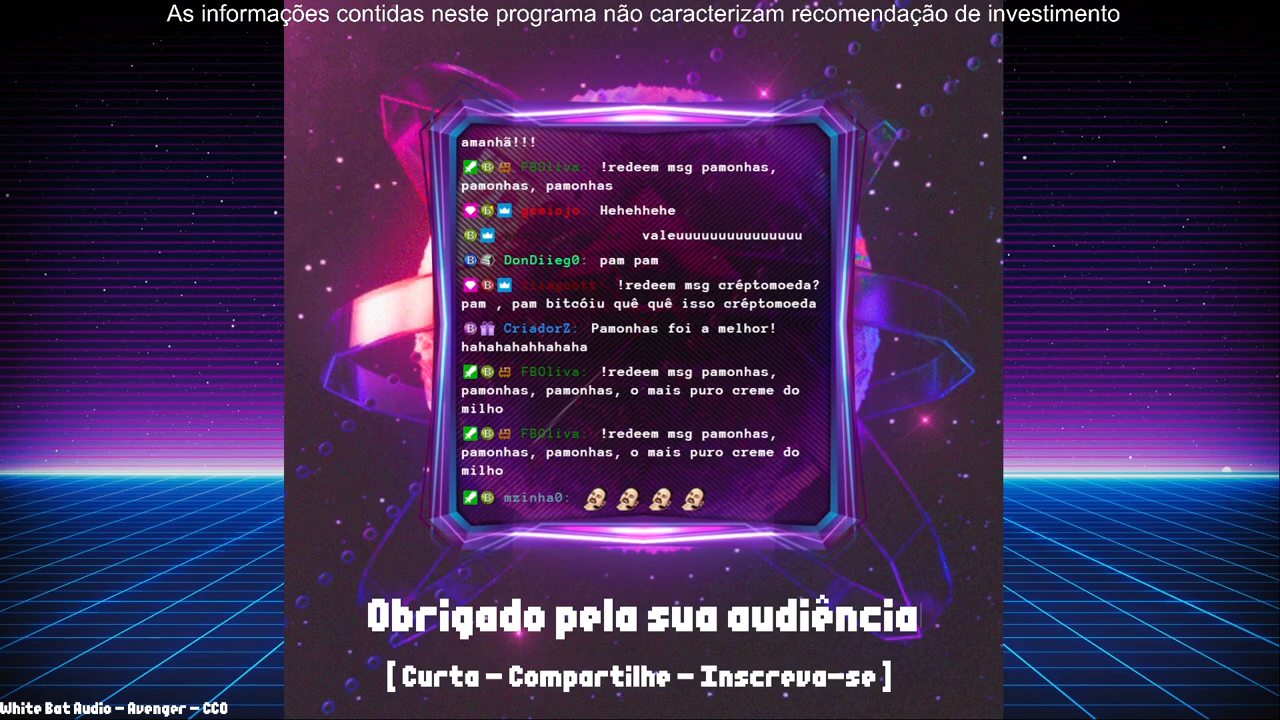 As informações contidas neste programa não caracterizam recomendação de investimento
amanhã!!!
FBOliva: !redeem msg pamonhas,
pamonhas, pamonhas
gemiojo: Hehehhehe
valeuuuuuuuuuuuuuuuu
DonDiieg0: pam pam
!redeem msg créptomoeda?
pam , pam bitcóiu quê quê isso créptomoeda
CriadorZ: Pamonhas foi a melhor!
hahahahahhahaha
FBOliva: !redeem msg pamonhas,
pamonhas, pamonhas, o mais puro creme do
milho
FBOliva: !redeem msg pamonhas,
pamonhas, pamonhas, o mais puro creme do
milho
mzinha0:
Obrigado pela sua audiência
[ Curta - Compartilhe - Inscreva-se ]
White Bat Audio - Avenger - CC0